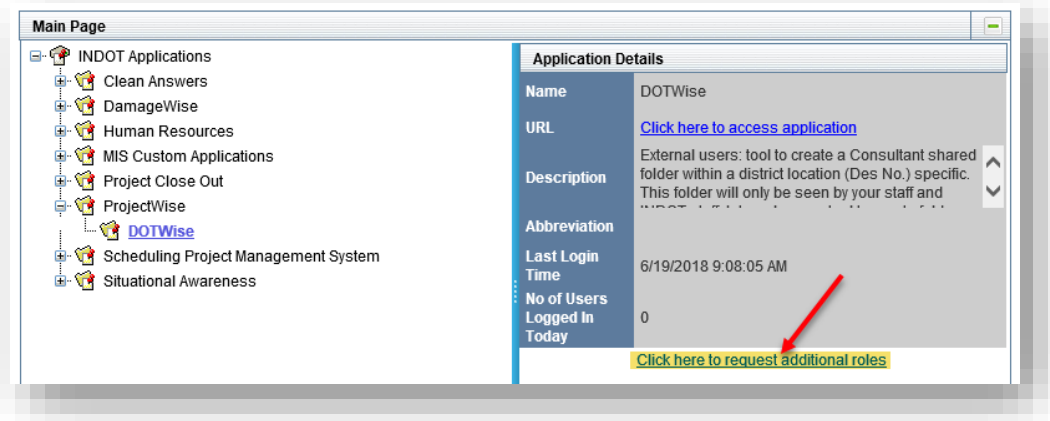 Main Page
INDOT Applications
Clean Answers
DamageWise
Human Resources
MIS Custom Applications
Project Close Out
ProjectWise
DOTWise
Scheduling Project Management System
Situational Awareness
Application Details
Name DOTWise
URL Click here to access application
Description External users: tool to create a Consultant shared
folder within a district location (Des No.) specific.
This folder will only be seen by your staff and
Abbreviation
Last Login Time 6/19/2018 9:08:05 AM
No of Users Logged In Today 0
Click here to request additional roles